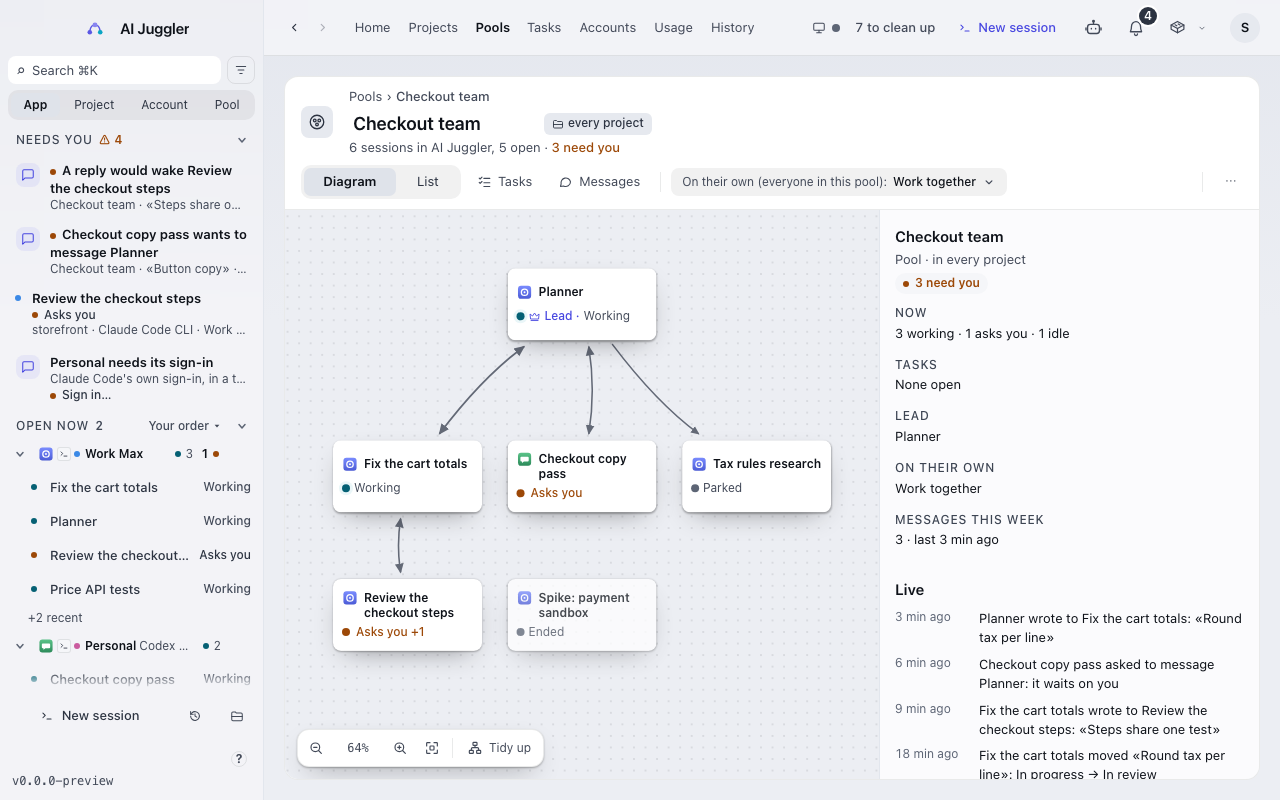 AI Juggler
Search ⌘K
App Project Account Pool
NEEDS YOU 4
A reply would wake Review
the checkout steps
Checkout team · «Steps share o…
Checkout copy pass wants to
message Planner
Checkout team · «Button copy» ·…
Review the checkout steps
Asks you
storefront · Claude Code CLI · Work …
Personal needs its sign-in
Claude Code's own sign-in, in a t…
Sign in…
OPEN NOW 2 Your order
Work Max 3 1
Fix the cart totals Working
Planner Working
Review the checkout… Asks you
Price API tests Working
+2 recent
Personal Codex … 2
Checkout copy pass Working
New session
?
v0.0.0-preview
Home Projects Pools Tasks Accounts Usage History
7 to clean up
New session
4
S
Pools › Checkout team
Checkout team every project
6 sessions in AI Juggler, 5 open · 3 need you
Diagram List Tasks Messages On their own (everyone in this pool): Work together
Planner
Lead · Working
Fix the cart totals
Working
Checkout copy
pass
Asks you
Tax rules research
Parked
Review the
checkout steps
Asks you +1
Spike: payment
sandbox
Ended
64% Tidy up
Checkout team
Pool · in every project
3 need you
NOW
3 working · 1 asks you · 1 idle
TASKS
None open
LEAD
Planner
ON THEIR OWN
Work together
MESSAGES THIS WEEK
3 · last 3 min ago
Live
3 min ago Planner wrote to Fix the cart totals: «Round
tax per line»
6 min ago Checkout copy pass asked to message
Planner: it waits on you
9 min ago Fix the cart totals wrote to Review the
checkout steps: «Steps share one test»
18 min ago Fix the cart totals moved «Round tax per
line»: In progress → In review